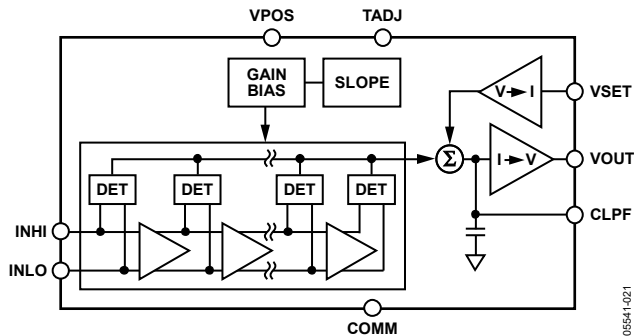 VPOS
TADJ
GAIN
BIAS
SLOPE
V→I
VSET
Σ
I→V
VOUT
DET
DET
DET
DET
CLPF
INHI
INLO
COMM
05541-021